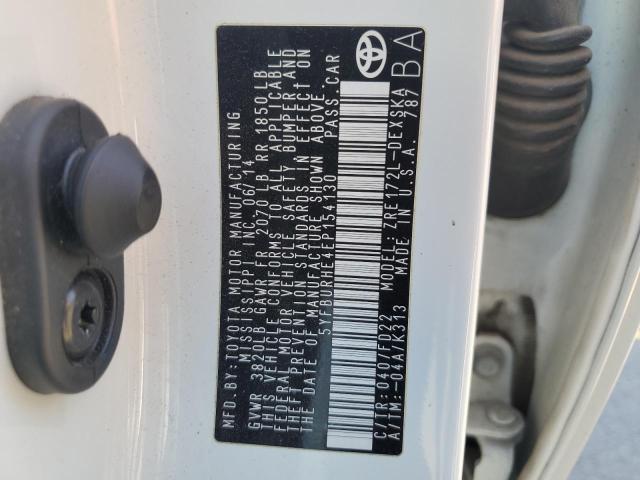 MFD.BY:TOYOTA MOTOR MANUFACTURING
MISSISSIPPI INC. 06/14
GVWR 3820LB GAWR FR 2070 LB RR 1850 LB
THIS VEHICLE CONFORMS TO ALL APPLICABLE
FEDERAL MOTOR VEHICLE SAFETY BUMPER AND
THEFT PREVENTION STANDARDS IN EFFECT ON
THE DATE OF MANUFACTURE SHOWN ABOVE.
5YFBURHE4EP154130 PASS.CAR
C/TR:040/FD22 MODEL: ZRE172L-DEXSKA
A/TM:-04A/K313 MADE IN U.S.A. 787
BA